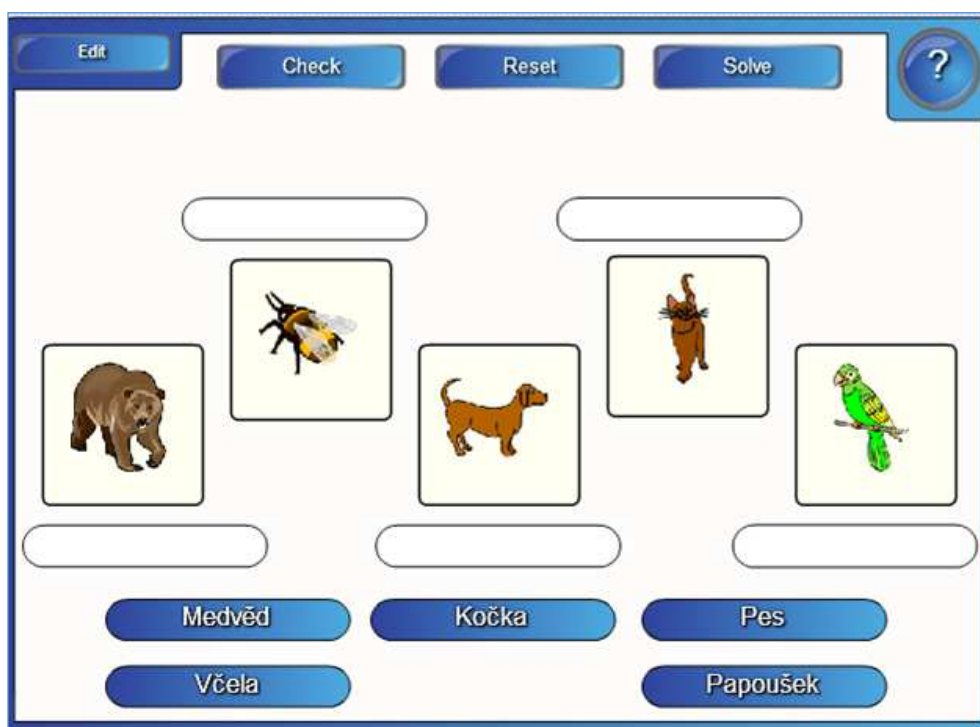 Edit
Check
Reset
Solve
?
Medvěd
Kočka
Pes
Včela
Papoušek